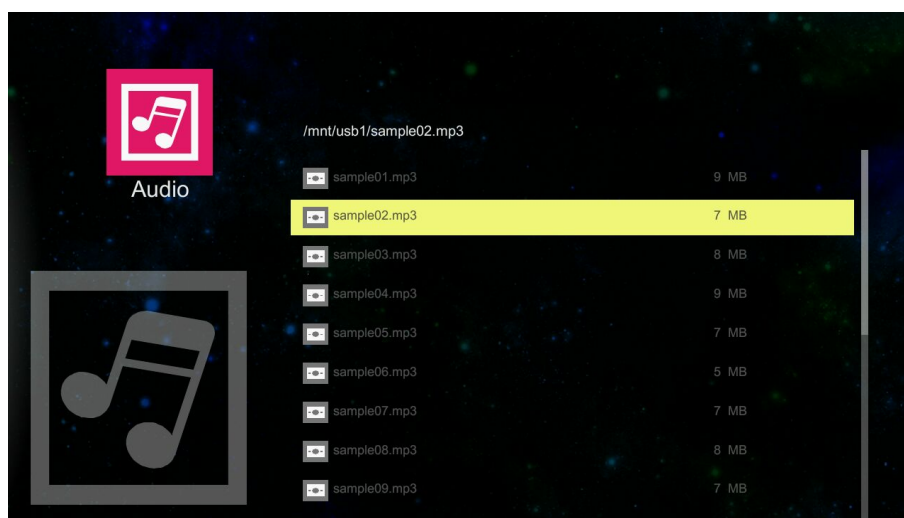 /mnt/usb1/sample02.mp3
Audio
sample01.mp3 9 MB
sample02.mp3 7 MB
sample03.mp3 8 MB
sample04.mp3 9 MB
sample05.mp3 7 MB
sample06.mp3 5 MB
sample07.mp3 7 MB
sample08.mp3 8 MB
sample09.mp3 7 MB